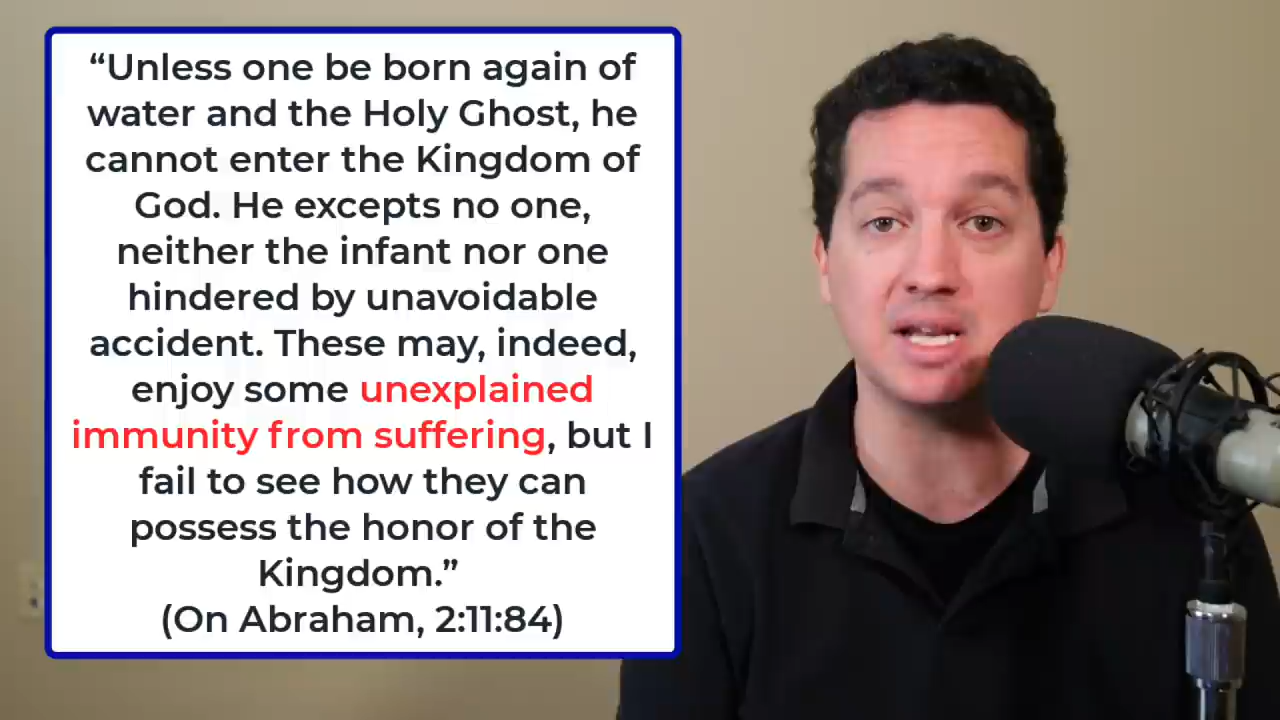 “Unless one be born again of
water and the Holy Ghost, he
cannot enter the Kingdom of
God. He excepts no one,
neither the infant nor one
hindered by unavoidable
accident. These may, indeed,
enjoy some unexplained
immunity from suffering, but I
fail to see how they can
possess the honor of the
Kingdom.”
(On Abraham, 2:11:84)